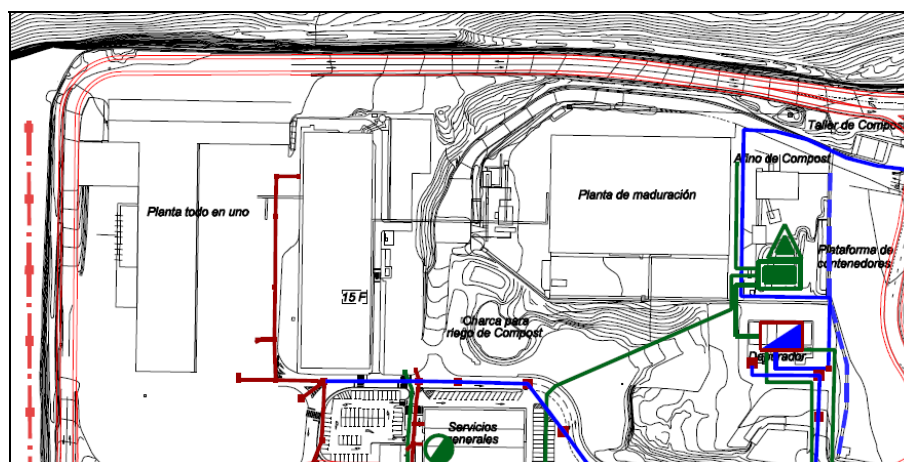 Taller de Compost
Afino de Compost
Planta todo en uno
Planta de maduración
Plataforma de
contenedores
15 F
Charca para
riego de Compost
Depurador
Servicios
generales